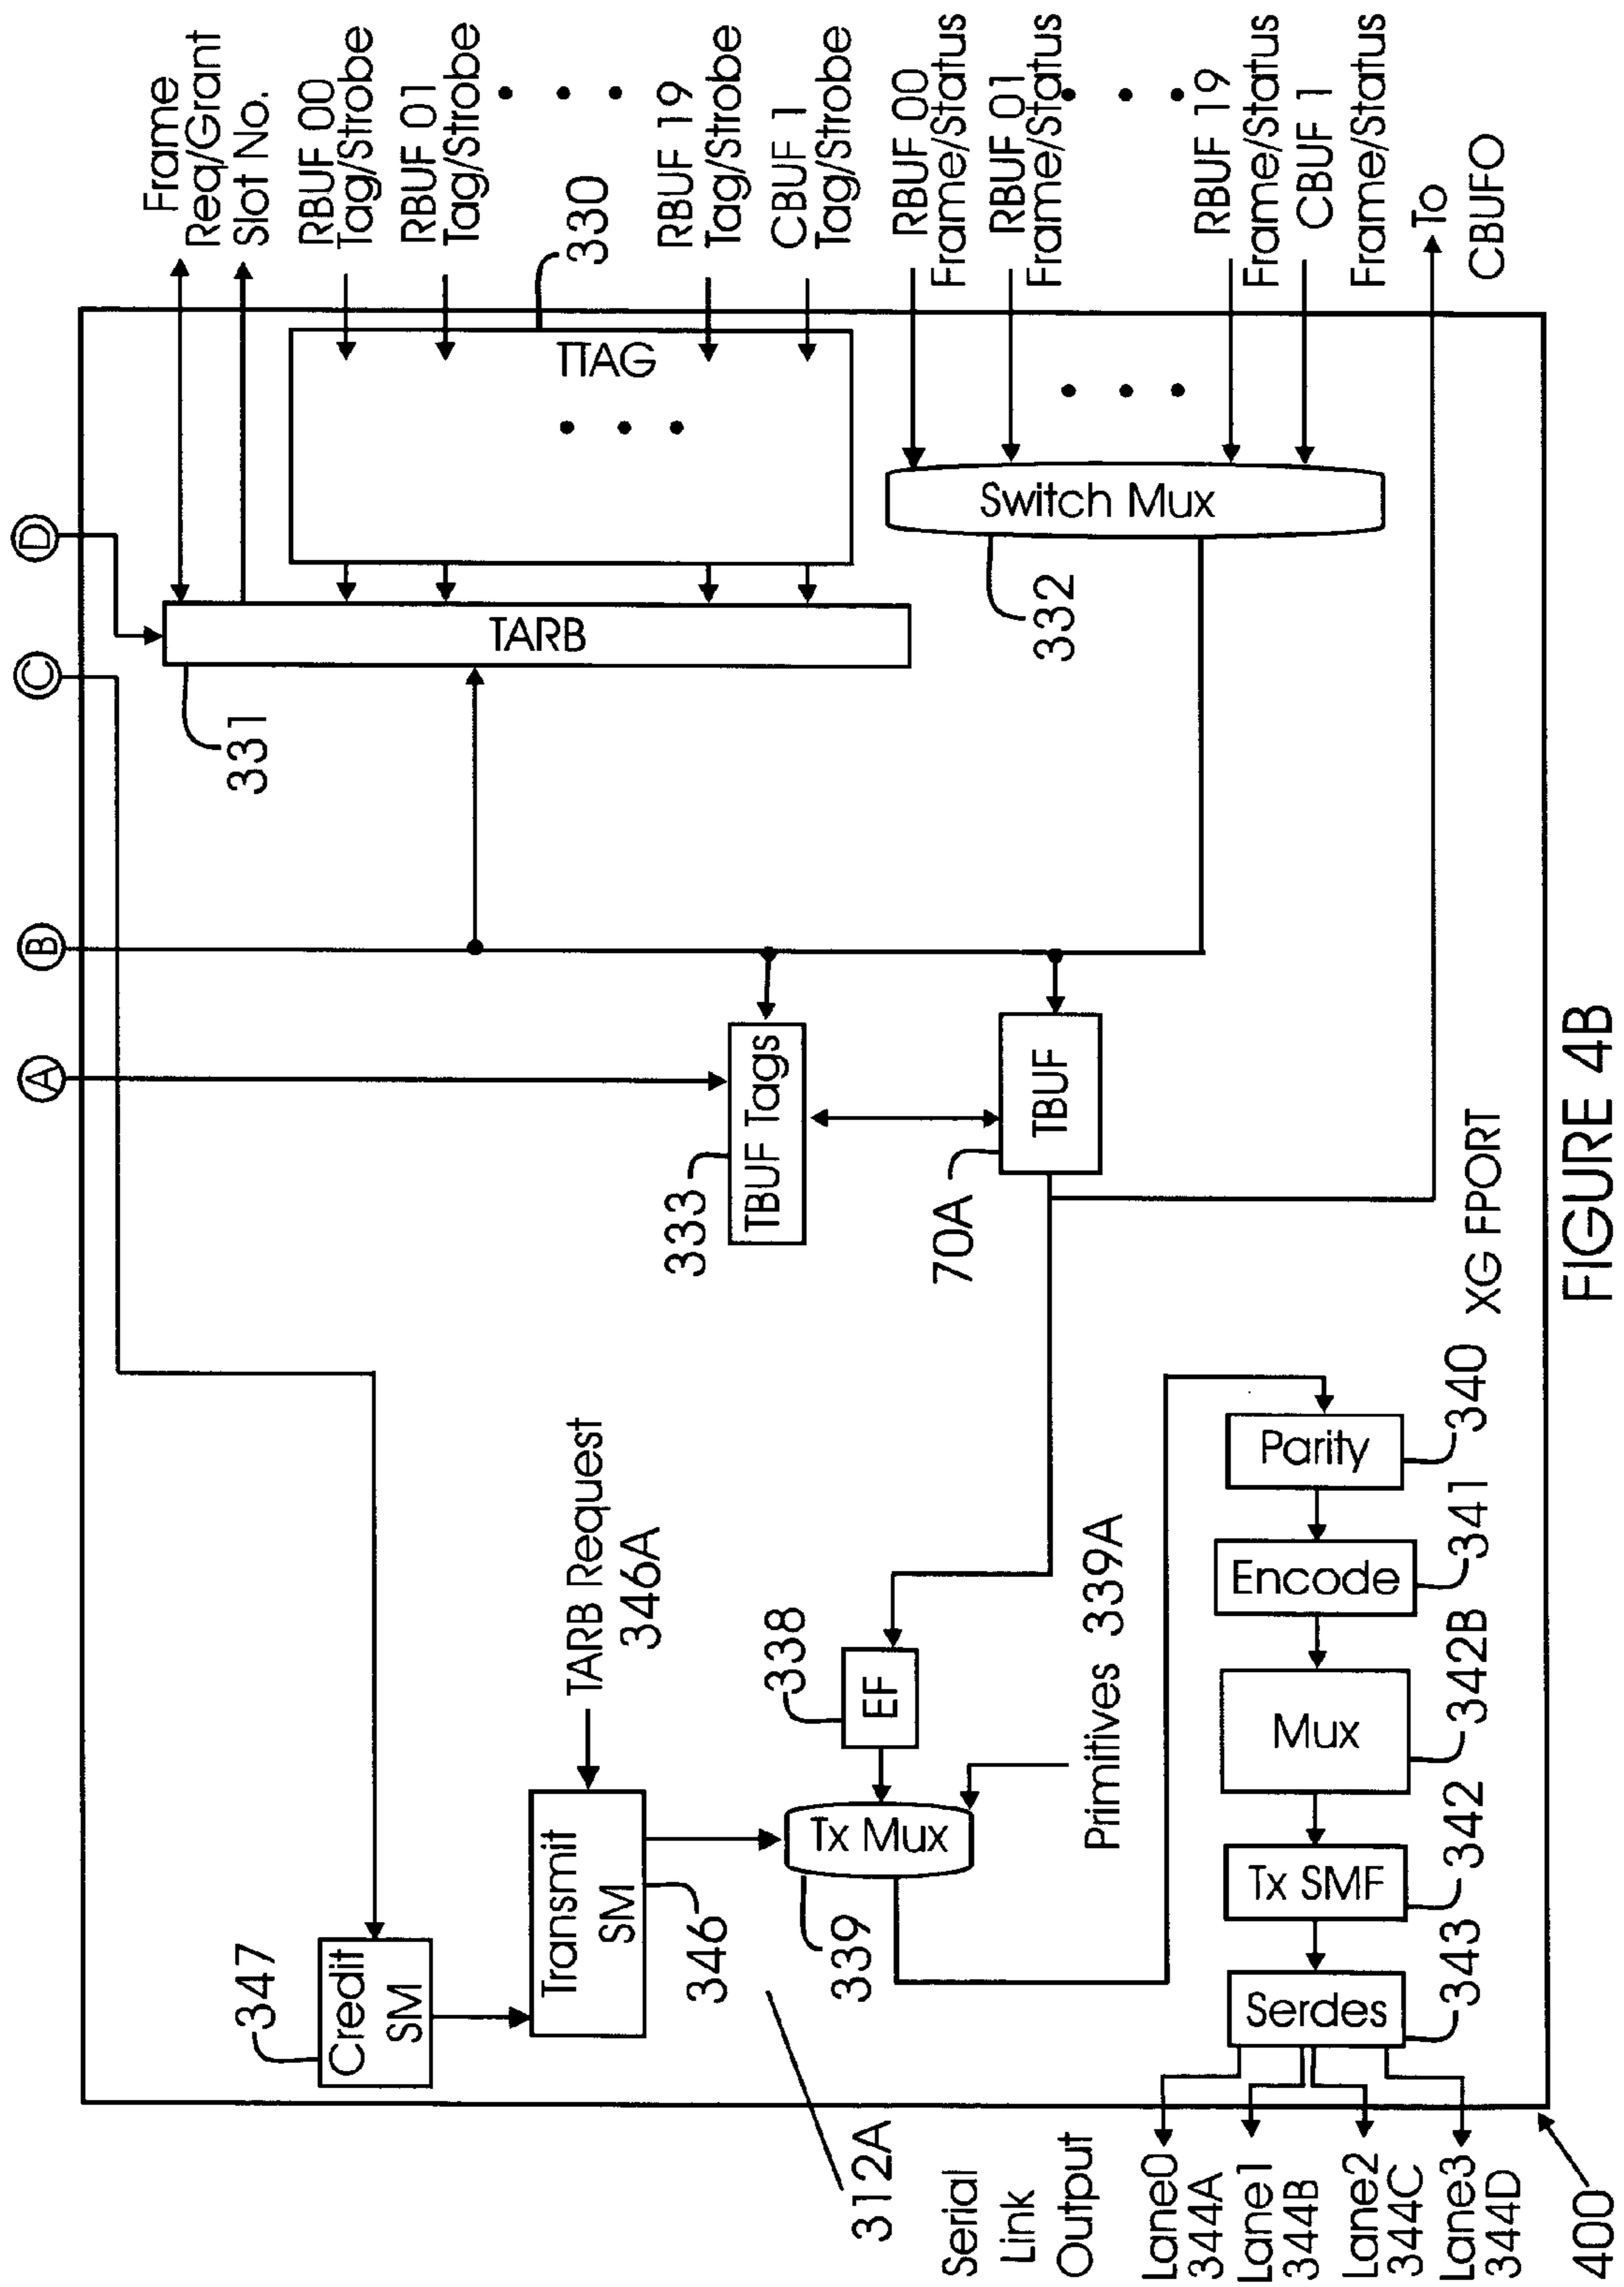 D
C
B
A
Frame
Req/Grant
Slot No.
RBUF 00
Tag/Strobe
RBUF 01
Tag/Strobe
RBUF 19
Tag/Strobe
CBUF 1
Tag/Strobe
RBUF 00
Frame/Status
RBUF 01
Frame/Status
RBUF 19
Frame/Status
CBUF 1
Frame/Status
To
CBUFO
330
TTAG
TARB
331
Switch Mux
332
TBUF Tags
333
TBUF
70A
XG FPORT
347
Credit
SM
TARB Request
346A
Transmit
SM
346
312A
338
EF
Tx Mux
339
Primitives 339A
Parity
340
Encode
341
Mux
342B
Tx SMF
342
Serdes
343
Serial
Link
Output
Lane0
344A
Lane1
344B
Lane2
344C
Lane3
344D
400
FIGURE 4B